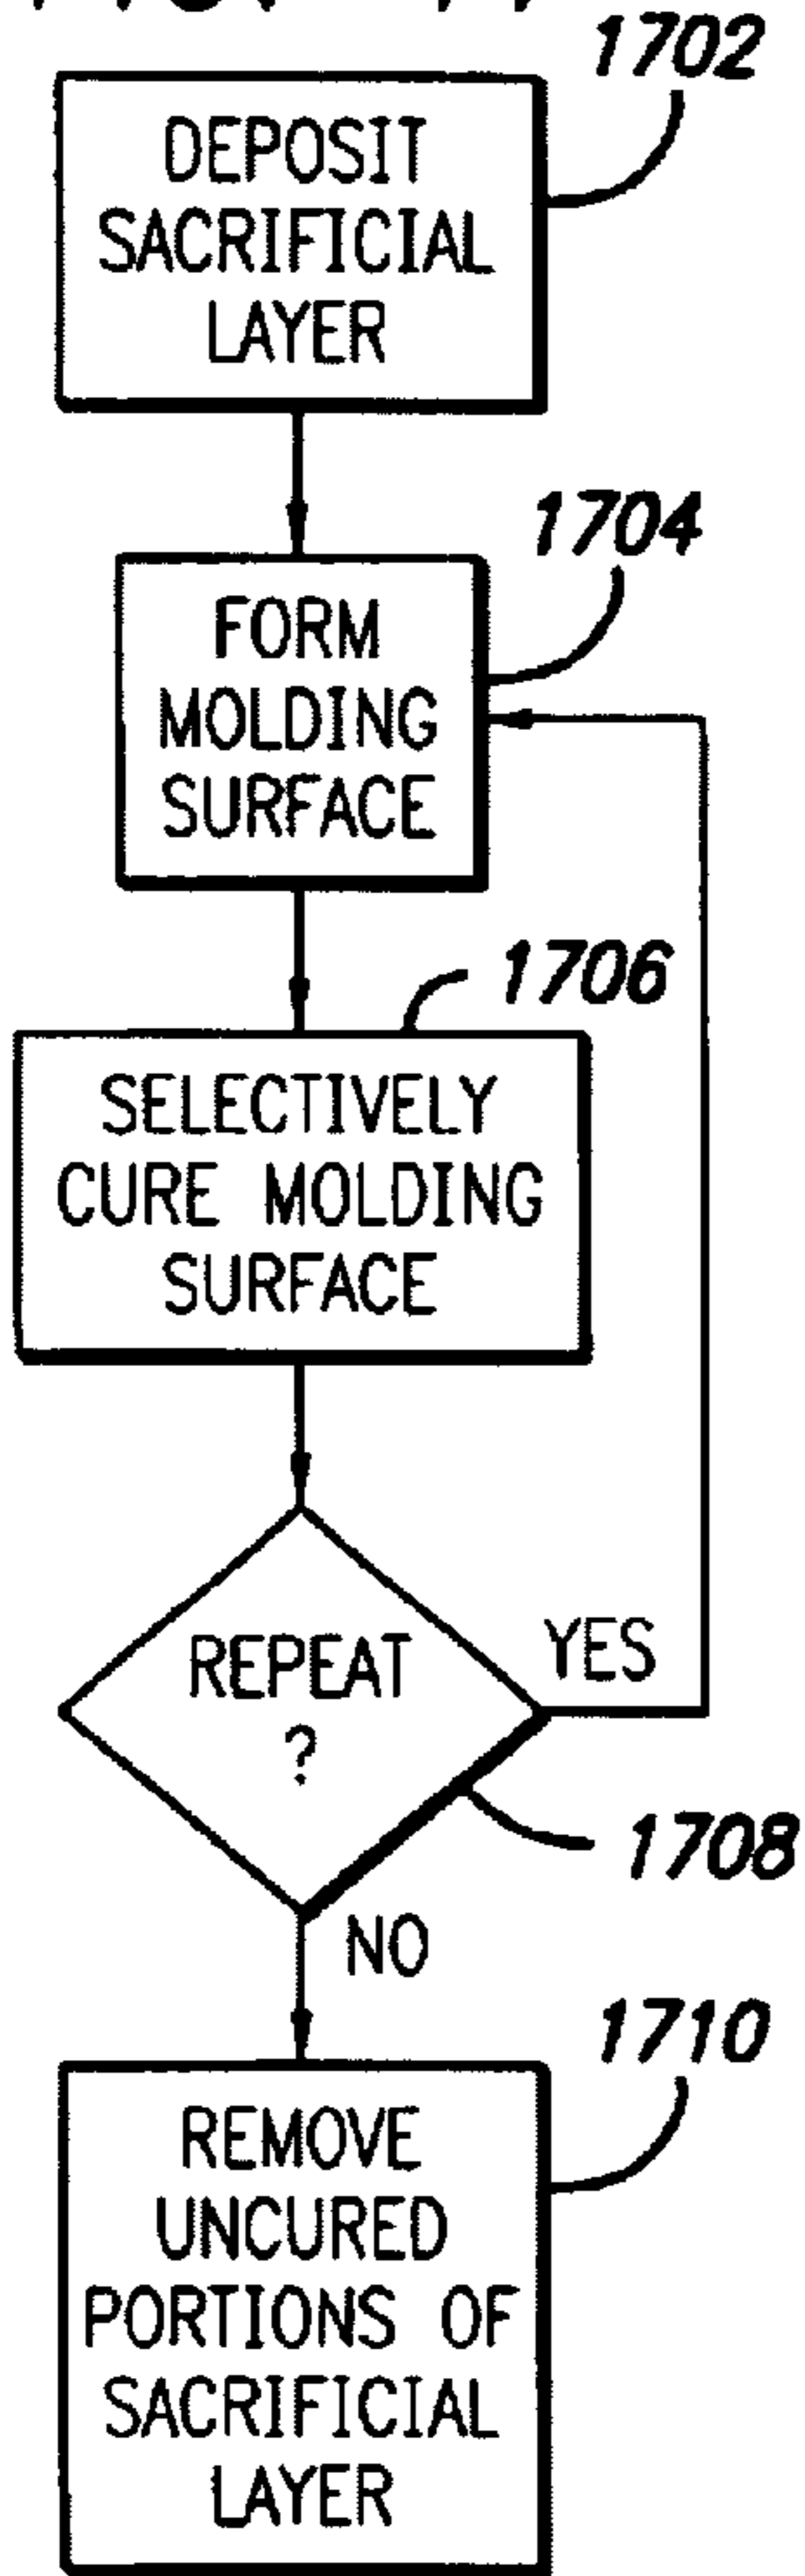 1702
DEPOSIT
SACRIFICIAL
LAYER
1704
FORM
MOLDING
SURFACE
1706
SELECTIVELY
CURE MOLDING
SURFACE
REPEAT
?
YES
1708
NO
1710
REMOVE
UNCURED
PORTIONS OF
SACRIFICIAL
LAYER